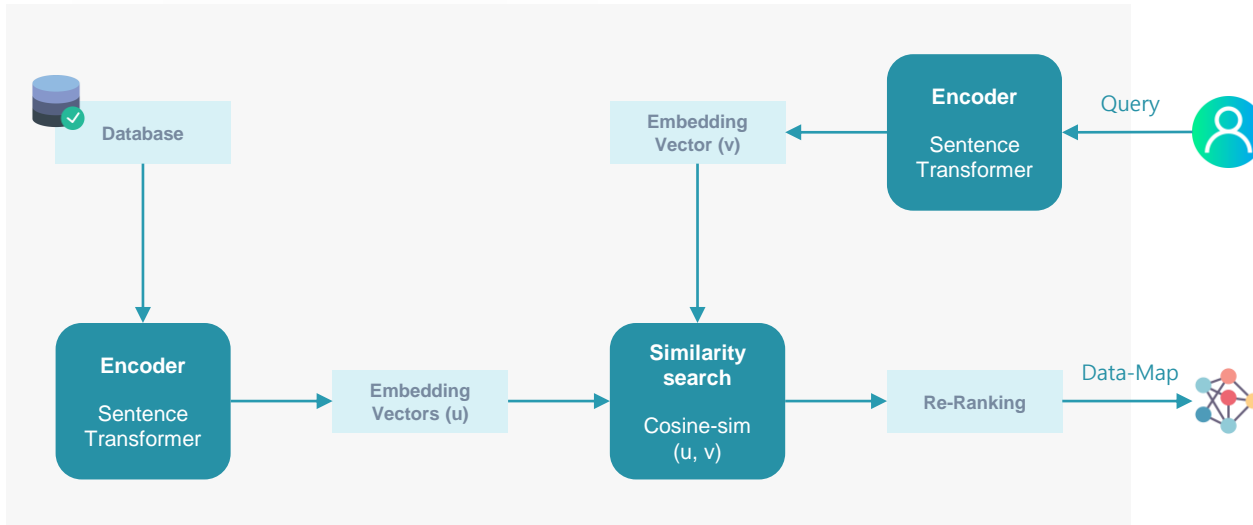 Database
Embedding
Vector (v)
Encoder
Sentence
Transformer
Query
Encoder
Sentence
Transformer
Embedding
Vectors (u)
Similarity
search
Cosine-sim
(u, v)
Re-Ranking
Data-Map